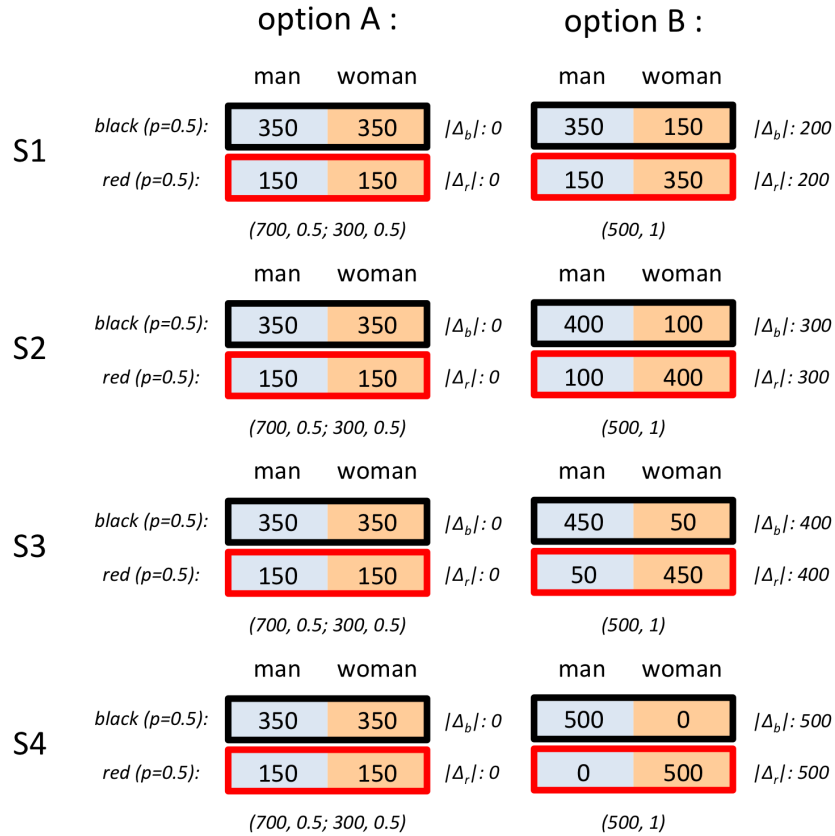 option A : option B :
man woman man woman
S1
black (p=0.5): 350 350 |Δb|: 0 350 150 |Δb|: 200
red (p=0.5): 150 150 |Δr|: 0 150 350 |Δr|: 200
(700, 0.5; 300, 0.5) (500, 1)
man woman man woman
S2
black (p=0.5): 350 350 |Δb|: 0 400 100 |Δb|: 300
red (p=0.5): 150 150 |Δr|: 0 100 400 |Δr|: 300
(700, 0.5; 300, 0.5) (500, 1)
man woman man woman
S3
black (p=0.5): 350 350 |Δb|: 0 450 50 |Δb|: 400
red (p=0.5): 150 150 |Δr|: 0 50 450 |Δr|: 400
(700, 0.5; 300, 0.5) (500, 1)
man woman man woman
S4
black (p=0.5): 350 350 |Δb|: 0 500 0 |Δb|: 500
red (p=0.5): 150 150 |Δr|: 0 0 500 |Δr|: 500
(700, 0.5; 300, 0.5) (500, 1)